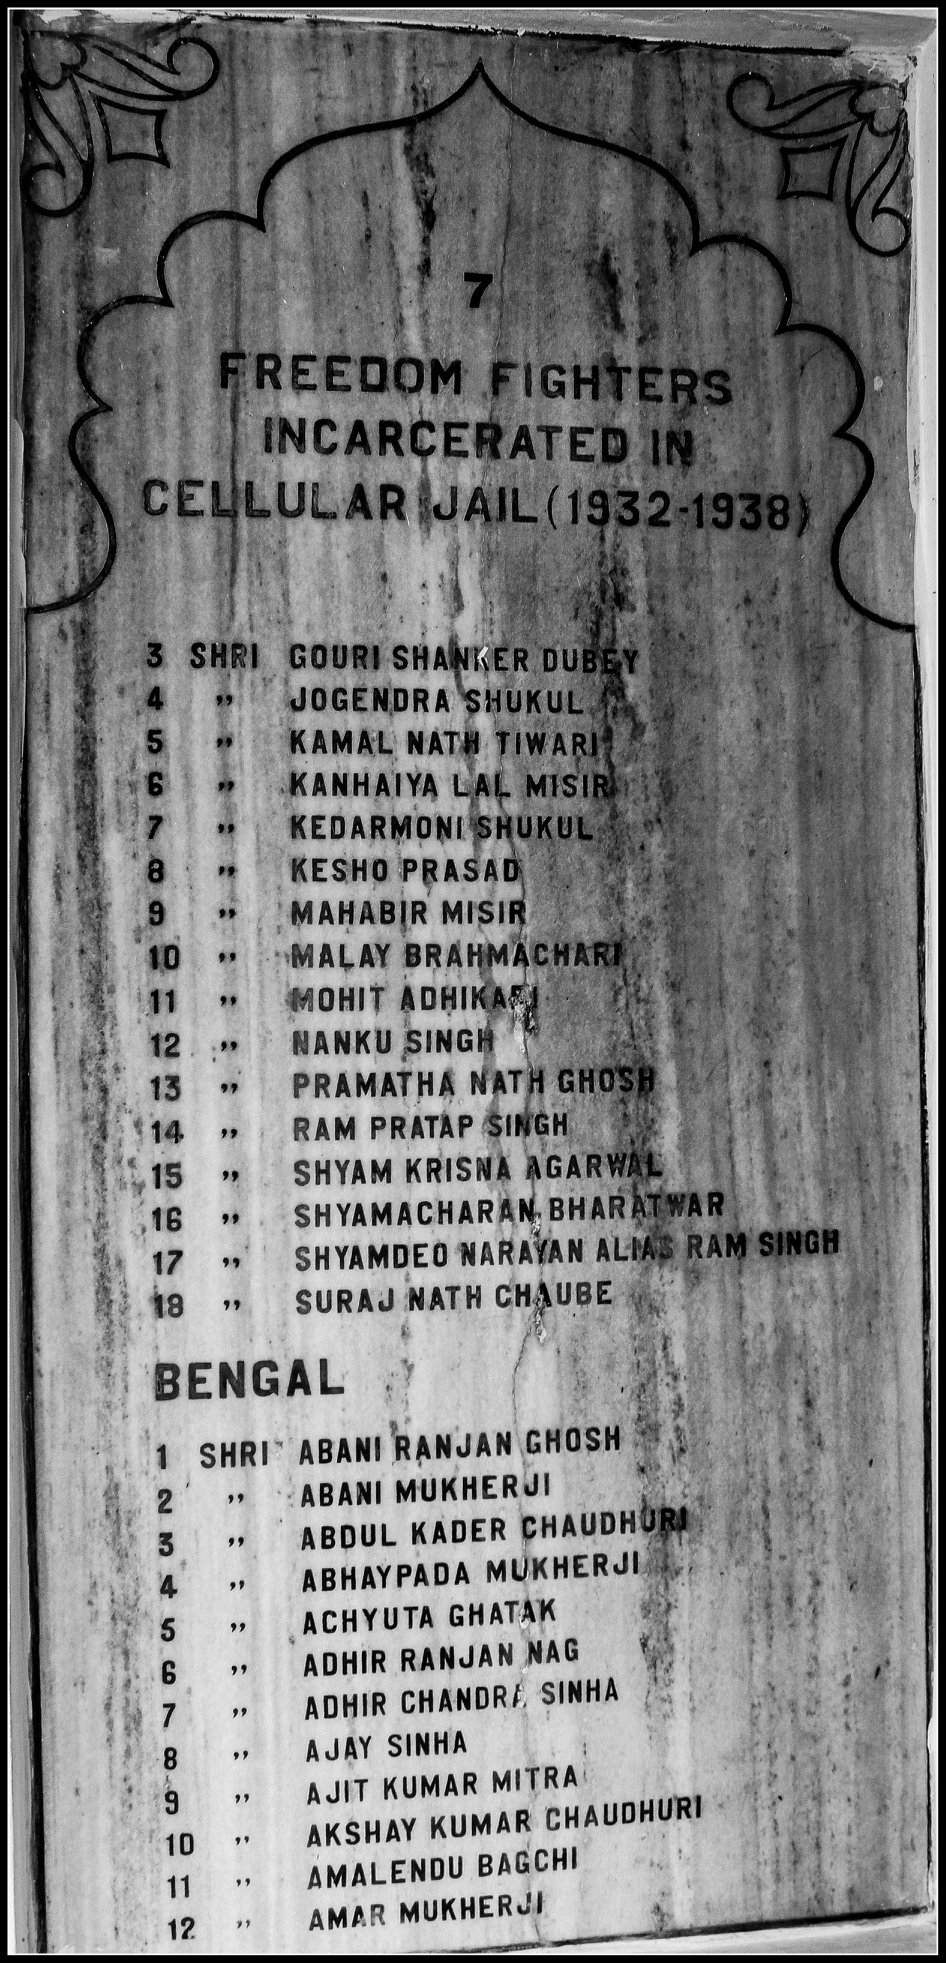 7
FREEDOM FIGHTERS
INCARCERATED IN
CELLULAR JAIL (1932-1938)
3 SHRI GOURI SHANKER DUBEY
4 ,, JOGENDRA SHUKUL
5 ,, KAMAL NATH TIWARI
6 ,, KANHAIYA LAL MISIR
7 ,, KEDARMONI SHUKUL
8 ,, KESHO PRASAD
9 ,, MAHABIR MISIR
10 ,, MALAY BRAHMACHARI
11 ,, MOHIT ADHIKARI
12 ,, NANKU SINGH
13 ,, PRAMATHA NATH GHOSH
14 ,, RAM PRATAP SINGH
15 ,, SHYAM KRISNA AGARWAL
16 ,, SHYAMACHARAN BHARATWAR
17 ,, SHYAMDEO NARAYAN ALIAS RAM SINGH
18 ,, SURAJ NATH CHAUBE
BENGAL
1 SHRI ABANI RANJAN GHOSH
2 ,, ABANI MUKHERJI
3 ,, ABDUL KADER CHAUDHURI
4 ,, ABHAYPADA MUKHERJI
5 ,, ACHYUTA GHATAK
6 ,, ADHIR RANJAN NAG
7 ,, ADHIR CHANDRA SINHA
8 ,, AJAY SINHA
9 ,, AJIT KUMAR MITRA
10 ,, AKSHAY KUMAR CHAUDHURI
11 ,, AMALENDU BAGCHI
12 ,, AMAR MUKHERJI